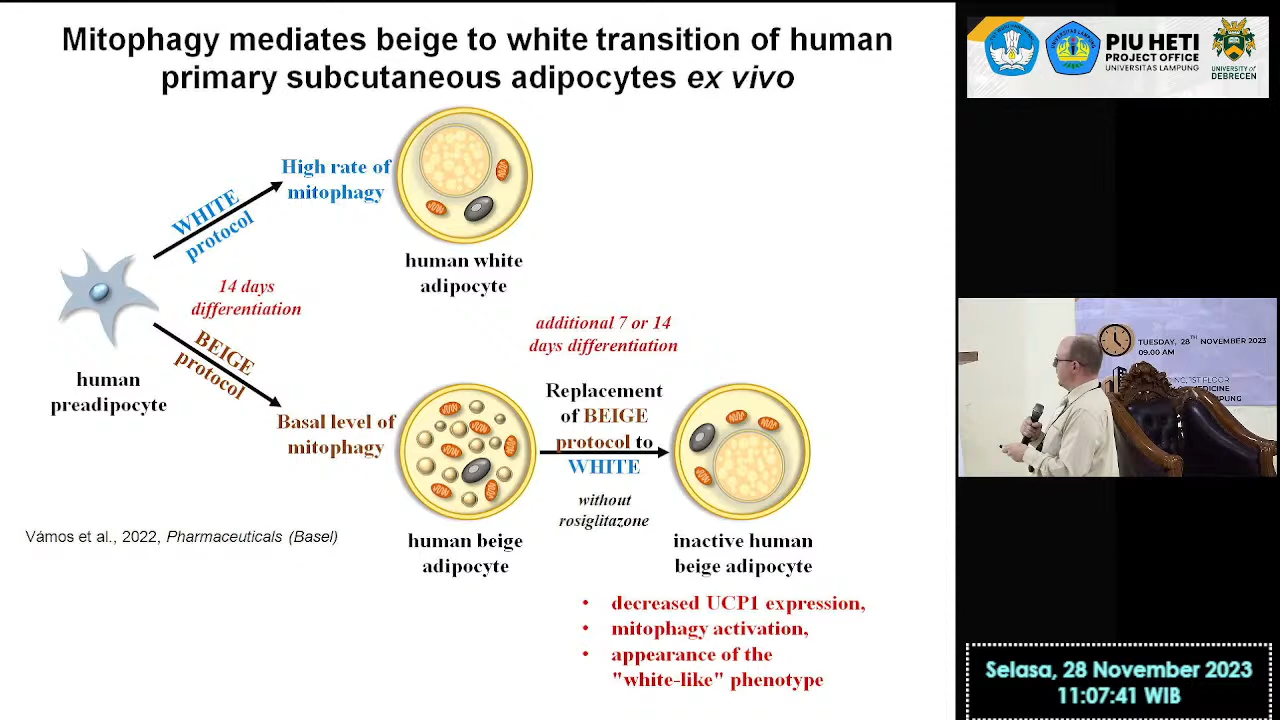 Mitophagy mediates beige to white transition of human
primary subcutaneous adipocytes ex vivo
High rate of
mitophagy
WHITE
protocol
human white
adipocyte
14 days
differentiation
human
preadipocyte
BEIGE
protocol
additional 7 or 14
days differentiation
Basal level of
mitophagy
Replacement
of BEIGE
protocol to
WHITE
without
rosiglitazone
human beige
adipocyte
inactive human
beige adipocyte
Vámos et al., 2022, Pharmaceuticals (Basel)
• decreased UCP1 expression,
• mitophagy activation,
• appearance of the
"white-like" phenotype
PIU HETI
PROJECT OFFICE
UNIVERSITAS LAMPUNG
UNIVERSITY of
DEBRECEN
TUESDAY, 28TH NOVEMBER 2023
09.00 AM
1ST FLOOR
Selasa, 28 November 2023
11:07:41 WIB